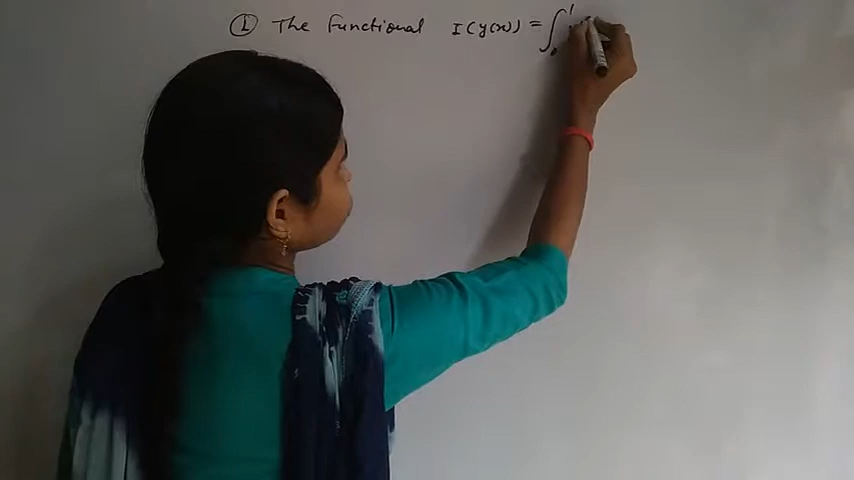 ① The Functional I(y(x)) = ∫₀¹